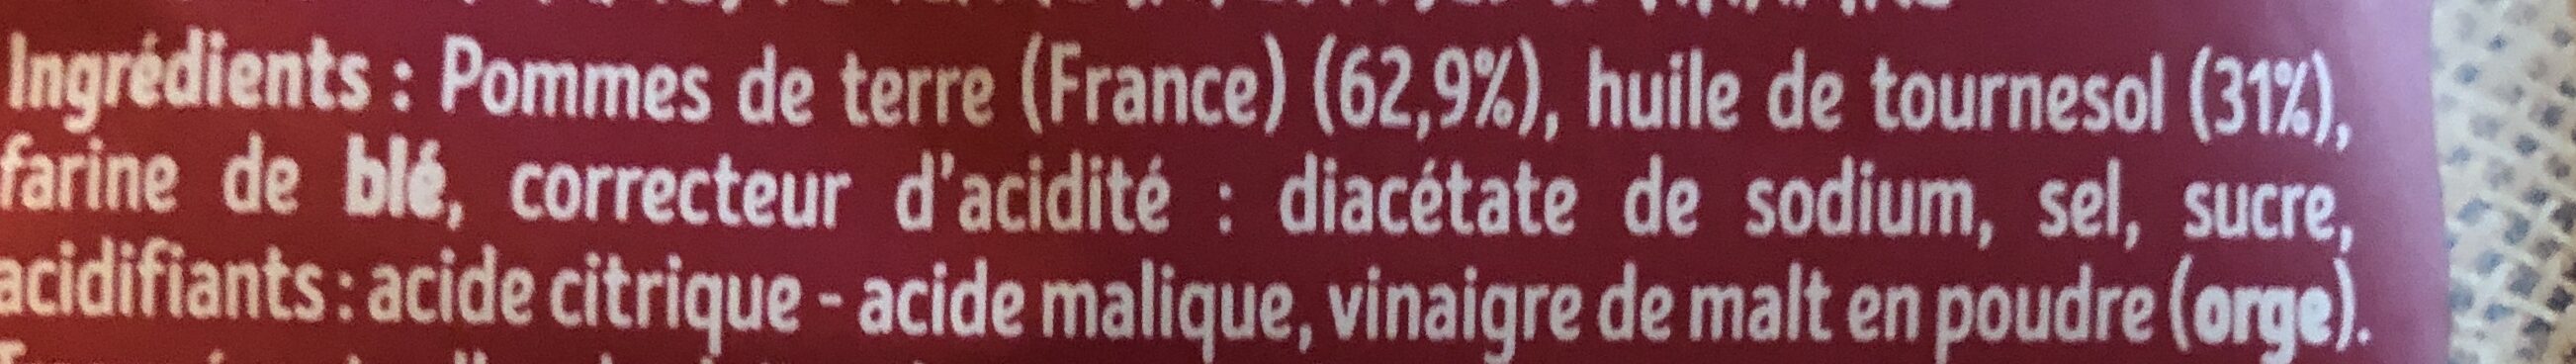 Ingrédients : Pommes de terre (France) (62,9%), huile de tournesol (31%),
farine de blé, correcteur d'acidité : diacétate de sodium, sel, sucre,
acidifiants : acide citrique - acide malique, vinaigre de malt en poudre (orge).